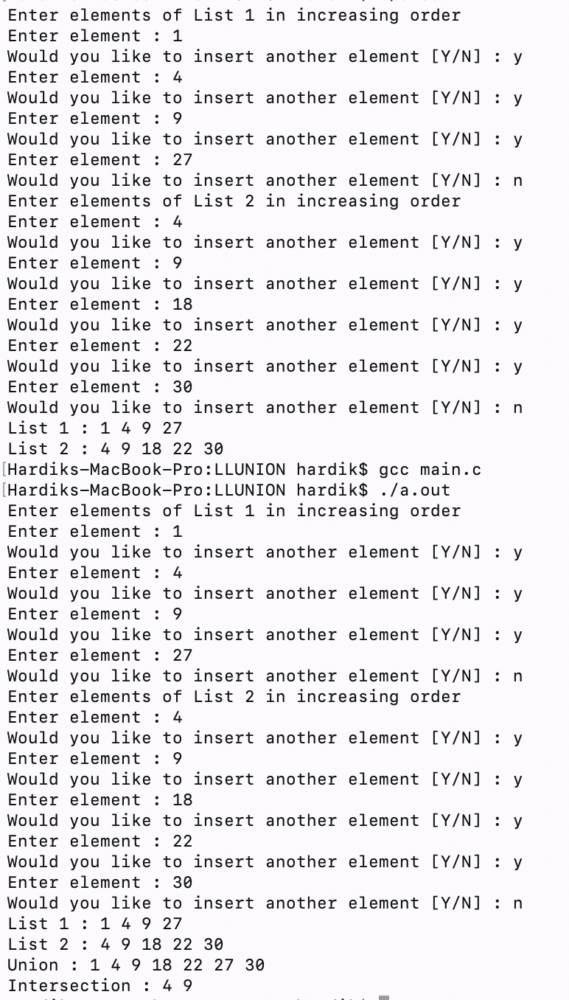 Enter elements of List 1 in increasing order
Enter element : 1
Would you like to insert another element [Y/N] : y
Enter element : 4
Would you like to insert another element [Y/N] : y
Enter element : 9
Would you like to insert another element [Y/N] : y
Enter element : 27
Would you like to insert another element [Y/N] : n
Enter elements of List 2 in increasing order
Enter element : 4
Would you like to insert another element [Y/N] : y
Enter element : 9
Would you like to insert another element [Y/N] : y
Enter element : 18
Would you like to insert another element [Y/N] : y
Enter element : 22
Would you like to insert another element [Y/N] : y
Enter element : 30
Would you like to insert another element [Y/N] : n
List 1 : 1 4 9 27
List 2 : 4 9 18 22 30
[Hardiks-MacBook-Pro:LLUNION hardik$ gcc main.c
[Hardiks-MacBook-Pro:LLUNION hardik$ ./a.out
Enter elements of List 1 in increasing order
Enter element : 1
Would you like to insert another element [Y/N] : y
Enter element : 4
Would you like to insert another element [Y/N] : y
Enter element : 9
Would you like to insert another element [Y/N] : y
Enter element : 27
Would you like to insert another element [Y/N] : n
Enter elements of List 2 in increasing order
Enter element : 4
Would you like to insert another element [Y/N] : y
Enter element : 9
Would you like to insert another element [Y/N] : y
Enter element : 18
Would you like to insert another element [Y/N] : y
Enter element : 22
Would you like to insert another element [Y/N] : y
Enter element : 30
Would you like to insert another element [Y/N] : n
List 1 : 1 4 9 27
List 2 : 4 9 18 22 30
Union : 1 4 9 18 22 27 30
Intersection : 4 9